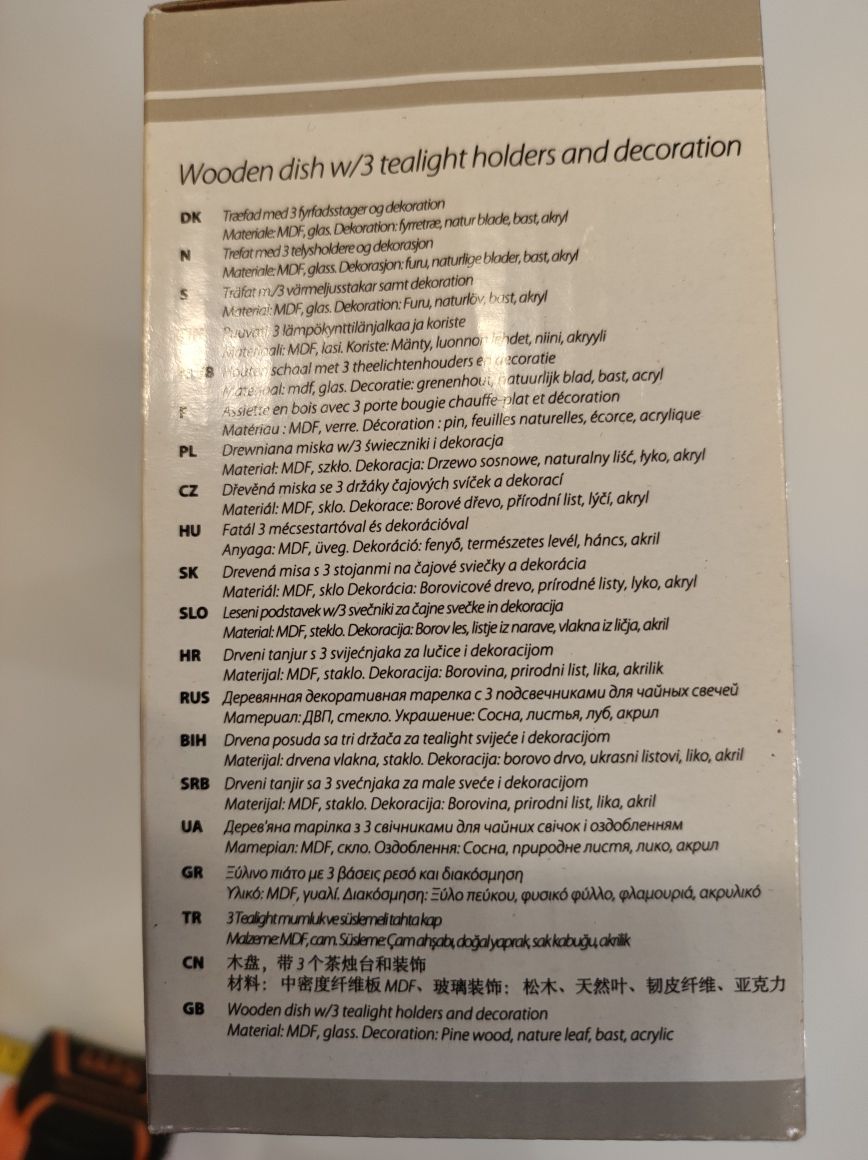 Wooden dish w/3 tealight holders and decoration
DK Træfad med 3 fyrfadsstager og dekoration
Materiale: MDF, glas. Dekoration: fyrretræ, natur blade, bast, akryl
N Trefat med 3 telysholdere og dekorasjon
Materiale: MDF, glass. Dekorasjon: furu, naturlige blader, bast, akryl
S Träfat m/3 värmeljusstakar samt dekoration
Material: MDF, glas. Dekoration: Furu, naturlöv, bast, akryl
Puuvati 3 lämpökynttilänjalkaa ja koriste
Materiaali: MDF, lasi. Koriste: Mänty, luonnon lehdet, niini, akryyli
Houten schaal met 3 theelichtenhouders en decoratie
Materiaal: mdf, glas. Decoratie: grenenhout, natuurlijk blad, bast, acryl
F Assiette en bois avec 3 porte bougie chauffe-plat et décoration
Matériau : MDF, verre. Décoration : pin, feuilles naturelles, écorce, acrylique
PL Drewniana miska w/3 świeczniki i dekoracja
Materiał: MDF, szkło. Dekoracja: Drzewo sosnowe, naturalny liść, łyko, akryl
CZ Dřevěná miska se 3 držáky čajových svíček a dekorací
Materiál: MDF, sklo. Dekorace: Borové dřevo, přírodní list, lýčí, akryl
HU Fatál 3 mécsestartóval és dekorációval
Anyaga: MDF, üveg. Dekoráció: fenyő, természetes levél, háncs, akril
SK Drevená misa s 3 stojanmi na čajové sviečky a dekorácia
Materiál: MDF, sklo Dekorácia: Borovicové drevo, prírodné listy, lyko, akryl
SLO Leseni podstavek w/3 svečniki za čajne svečke in dekoracija
Material: MDF, steklo. Dekoracija: Borov les, listje iz narave, vlakna iz ličja, akril
HR Drveni tanjur s 3 svijećnjaka za lučice i dekoracijom
Materijal: MDF, staklo. Dekoracija: Borovina, prirodni list, lika, akrilik
RUS Деревянная декоративная тарелка с 3 подсвечниками для чайных свечей
Материал: ДВП, стекло. Украшение: Сосна, листья, луб, акрил
BIH Drvena posuda sa tri držača za tealight svijeće i dekoracijom
Materijal: drvena vlakna, staklo. Dekoracija: borovo drvo, ukrasni listovi, liko, akril
SRB Drveni tanjir sa 3 svećnjaka za male sveće i dekoracijom
Materijal: MDF, staklo. Dekoracija: Borovina, prirodni list, lika, akril
UA Дерев'яна тарілка з 3 свічниками для чайних свічок і оздобленням
Матеріал: MDF, скло. Оздоблення: Сосна, природне листя, лико, акрил
GR Ξύλινο πιάτο με 3 βάσεις ρεσό και διακόσμηση
Υλικό: MDF, γυαλί. Διακόσμηση: Ξύλο πεύκου, φυσικό φύλλο, φλαμουριά, ακρυλικό
TR 3 Tealight mumluk ve süslemeli tahta kap
Malzeme: MDF, cam. Süsleme: Çam ahşabı, doğal yaprak, sak kabuğu, akrilik
CN 木盘，带 3 个茶烛台和装饰
材料：中密度纤维板 MDF、玻璃装饰：松木、天然叶、韧皮纤维、亚克力
GB Wooden dish w/3 tealight holders and decoration
Material: MDF, glass. Decoration: Pine wood, nature leaf, bast, acrylic